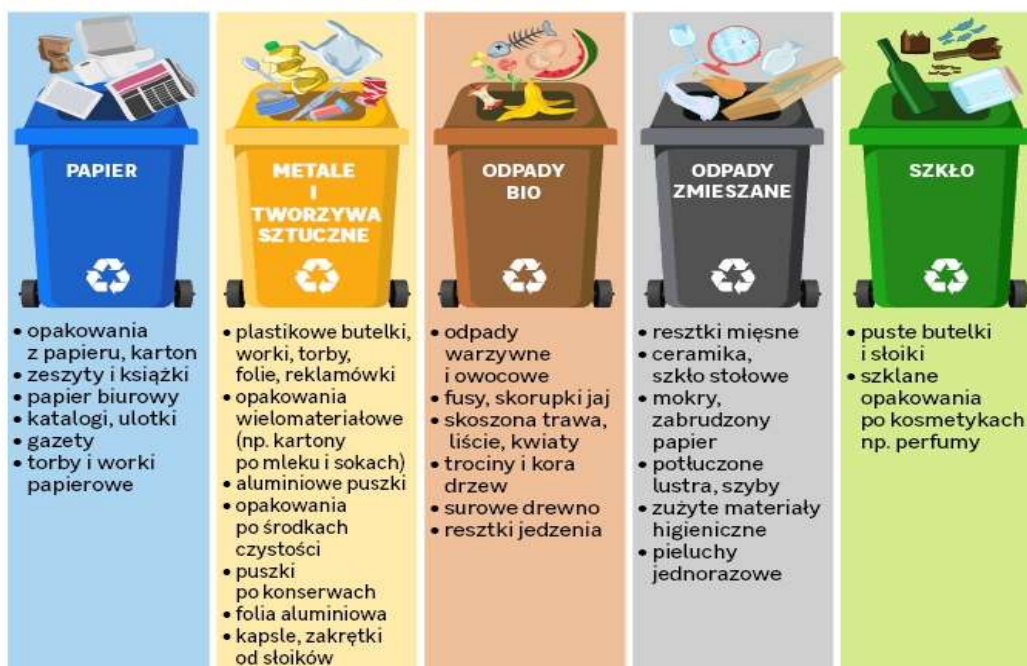 PAPIER
• opakowania
z papieru, karton
• zeszyty i książki
• papier biurowy
• katalogi, ulotki
• gazety
• torby i worki
papierowe
METALE
I
TWORZYWA
SZTUCZNE
• plastikowe butelki,
worki, torby,
folie, reklamówki
• opakowania
wielomateriałowe
(np. kartony
po mleku i sokach)
• aluminiowe puszki
• opakowania
po środkach
czystości
• puszki
po konserwach
• folia aluminiowa
• kapsle, zakrętki
od słoików
ODPADY
BIO
• odpady
warzywne
i owocowe
• fusy, skorupki jaj
• skoszona trawa,
liście, kwiaty
• trociny i kora
drzew
• surowe drewno
• resztki jedzenia
ODPADY
ZMIESZANE
• resztki mięsne
• ceramika,
szkło stołowe
• mokry,
zabrudzony
papier
• potłuczone
lustra, szyby
• zużyte materiały
higieniczne
• pieluchy
jednorazowe
SZKŁO
• puste butelki
i słoiki
• szklane
opakowania
po kosmetykach
np. perfumy